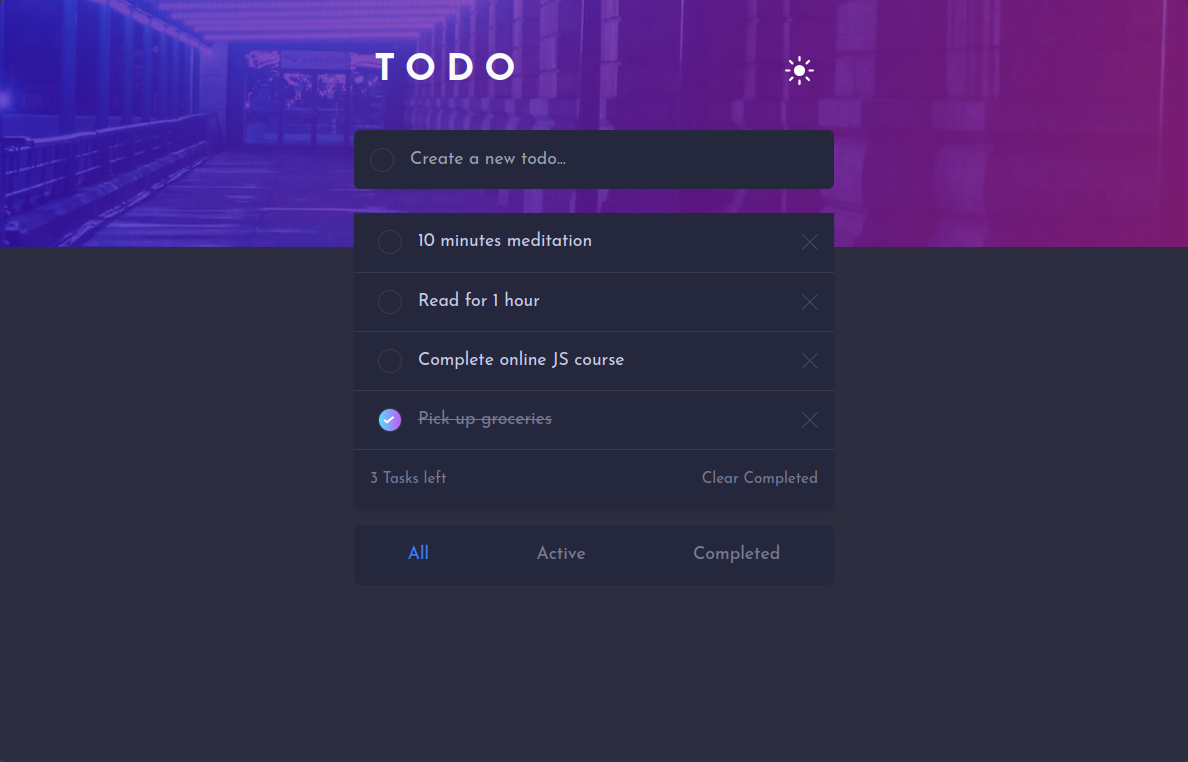 TODO
Create a new todo...
10 minutes meditation
Read for 1 hour
Complete online JS course
Pick up groceries
3 Tasks left
Clear Completed
All
Active
Completed